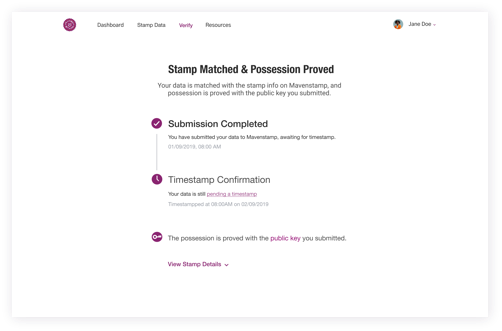 Dashboard Stamp Data Verify Resources Jane Doe
Stamp Matched & Possession Proved
Your data is matched with the stamp info on Mavenstamp, and
possession is proved with the public key you submitted.
Submission Completed
You have submitted your data to Mavenstamp, awaiting for timestamp.
01/09/2019, 08:00 AM
Timestamp Confirmation
Your data is still pending a timestamp
Timestampped at 08:00AM on 02/09/2019
The possession is proved with the public key you submitted.
View Stamp Details